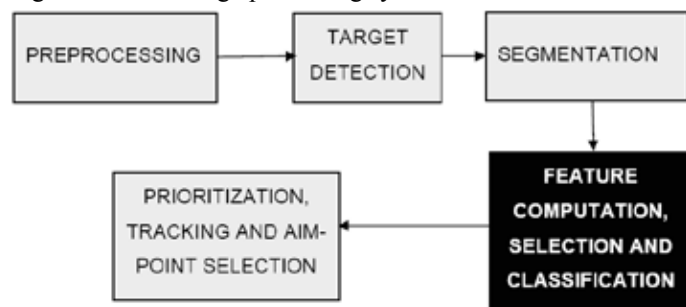 PREPROCESSING
TARGET
DETECTION
SEGMENTATION
FEATURE
COMPUTATION,
SELECTION AND
CLASSIFICATION
PRIORITIZATION,
TRACKING AND AIM-
POINT SELECTION